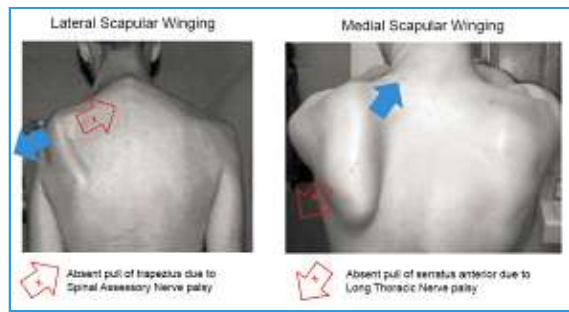 Lateral Scapular Winging
Medial Scapular Winging
Absent pull of trapezius due to
Spinal Assessory Nerve palsy
Absent pull of serratus anterior due to
Long Thoracic Nerve palsy